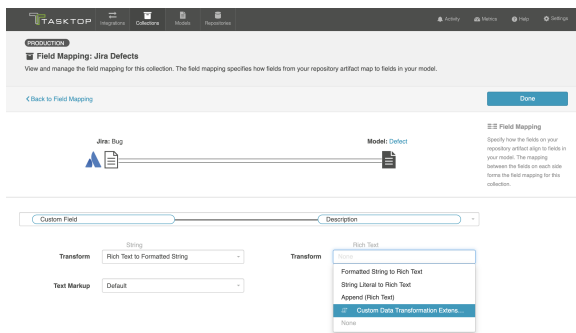 TASKTOP
Integrations
Collections
Models
Repositories
Activity
Metrics
Help
Settings
PRODUCTION
Field Mapping: Jira Defects
View and manage the field mapping for this collection. The field mapping specifies how fields from your repository artifact map to fields in your model.
Back to Field Mapping
Done
Jira: Bug
Model: Defect
Field Mapping
Specify how the fields on your
repository artifact align to fields in
your model. The mapping
between the fields on each side
forms the field mapping for this
collection.
Custom Field
Description
String
Rich Text
Transform
Rich Text to Formatted String
Transform
None
Text Markup
Default
Formatted String to Rich Text
String Literal to Rich Text
Append (Rich Text)
Custom Data Transformation Extens...
None